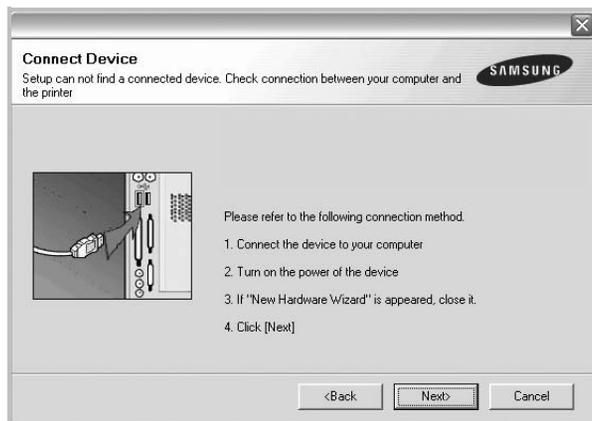 Connect Device
Setup can not find a connected device. Check connection between your computer and
the printer
SAMSUNG
Please refer to the following connection method.
1. Connect the device to your computer
2. Turn on the power of the device
3. If "New Hardware Wizard" is appeared, close it.
4. Click [Next]
<Back
Next>
Cancel